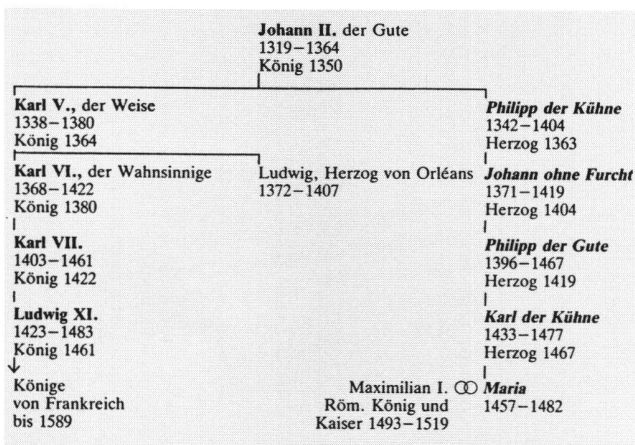 Johann II. der Gute
1319–1364
König 1350
Karl V., der Weise
1338–1380
König 1364
Philipp der Kühne
1342–1404
Herzog 1363
Karl VI., der Wahnsinnige
1368–1422
König 1380
Ludwig, Herzog von Orléans
1372–1407
Johann ohne Furcht
1371–1419
Herzog 1404
Karl VII.
1403–1461
König 1422
Philipp der Gute
1396–1467
Herzog 1419
Ludwig XI.
1423–1483
König 1461
Karl der Kühne
1433–1477
Herzog 1467
Könige
von Frankreich
bis 1589
Maximilian I. ⚭ Maria
Röm. König und 1457–1482
Kaiser 1493–1519